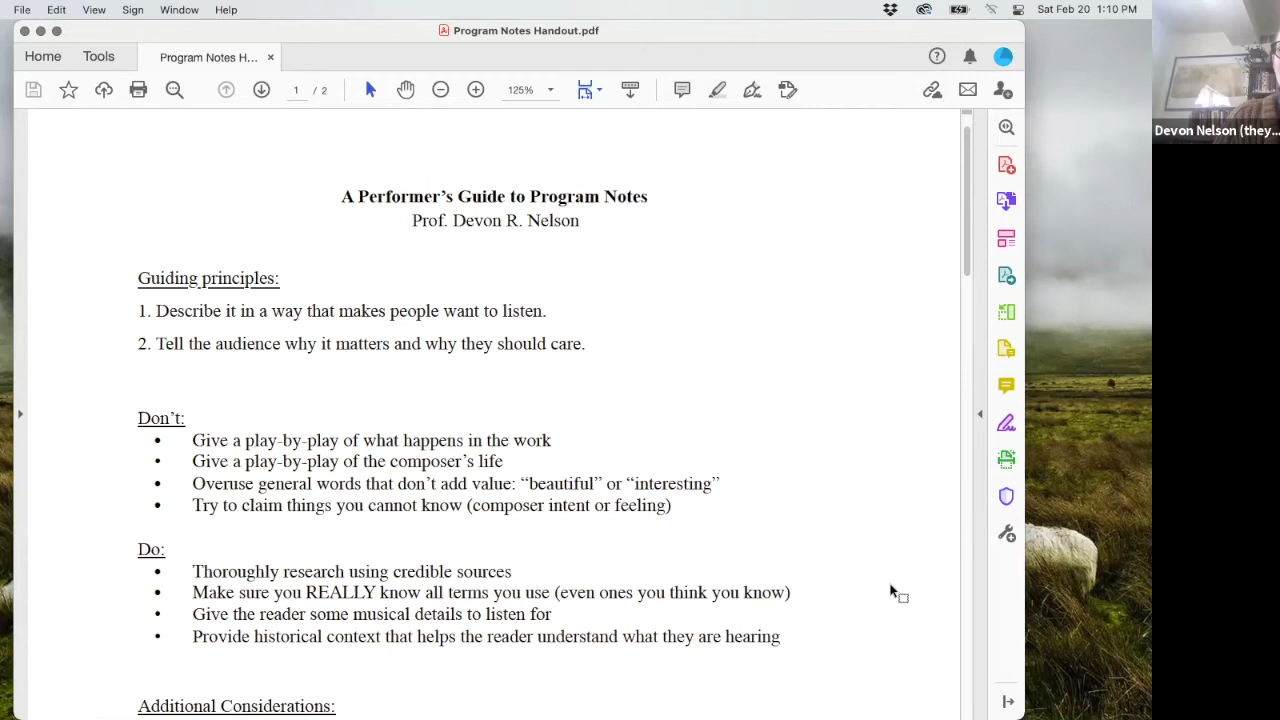 File Edit View Sign Window Help
Sat Feb 20 1:10 PM
Program Notes Handout.pdf
Home Tools Program Notes H... ×
1 / 2 125%
A Performer’s Guide to Program Notes
Prof. Devon R. Nelson
Guiding principles:
1. Describe it in a way that makes people want to listen.
2. Tell the audience why it matters and why they should care.
Don’t:
• Give a play-by-play of what happens in the work
• Give a play-by-play of the composer’s life
• Overuse general words that don’t add value: “beautiful” or “interesting”
• Try to claim things you cannot know (composer intent or feeling)
Do:
• Thoroughly research using credible sources
• Make sure you REALLY know all terms you use (even ones you think you know)
• Give the reader some musical details to listen for
• Provide historical context that helps the reader understand what they are hearing
Additional Considerations:
Devon Nelson (they...